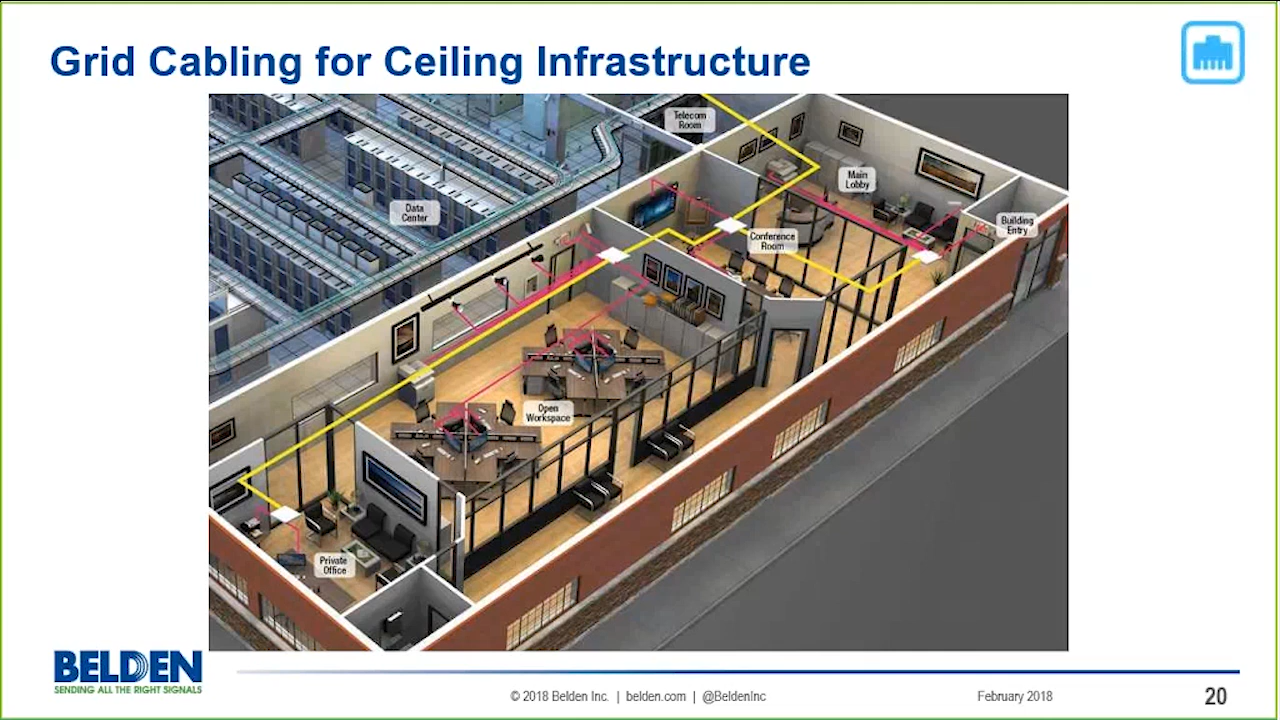 Grid Cabling for Ceiling Infrastructure
Telecom
Room
Main
Lobby
Data
Center
Building
Entry
Conference
Room
Open
Workspace
Private
Office
BELDEN
SENDING ALL THE RIGHT SIGNALS
© 2018 Belden Inc. | belden.com | @BeldenInc
February 2018
20